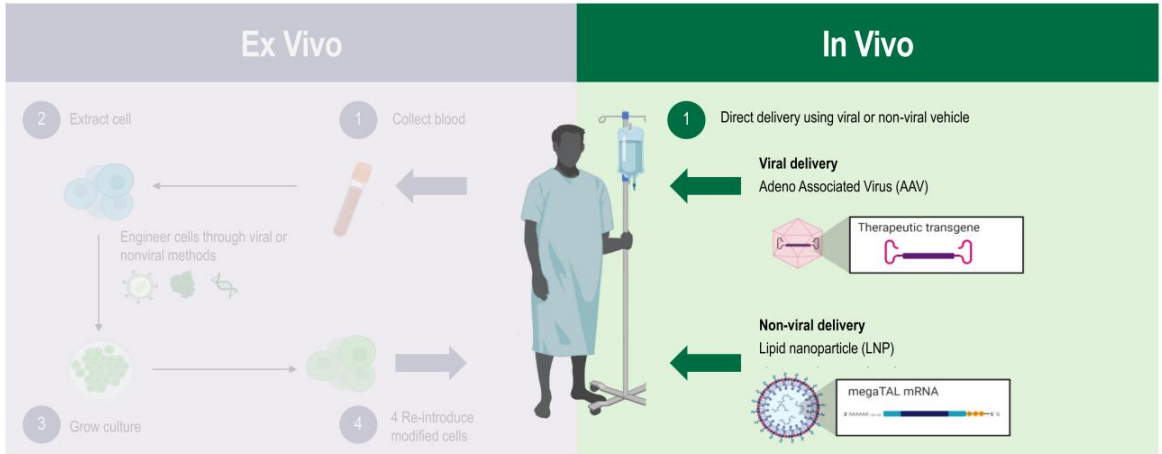 Ex Vivo
In Vivo
2
Extract cell
1
Collect blood
Engineer cells through viral or
nonviral methods
3
Grow culture
4
4 Re-introduce
modified cells
1
Direct delivery using viral or non-viral vehicle
Viral delivery
Adeno Associated Virus (AAV)
Therapeutic transgene
Non-viral delivery
Lipid nanoparticle (LNP)
megaTAL mRNA